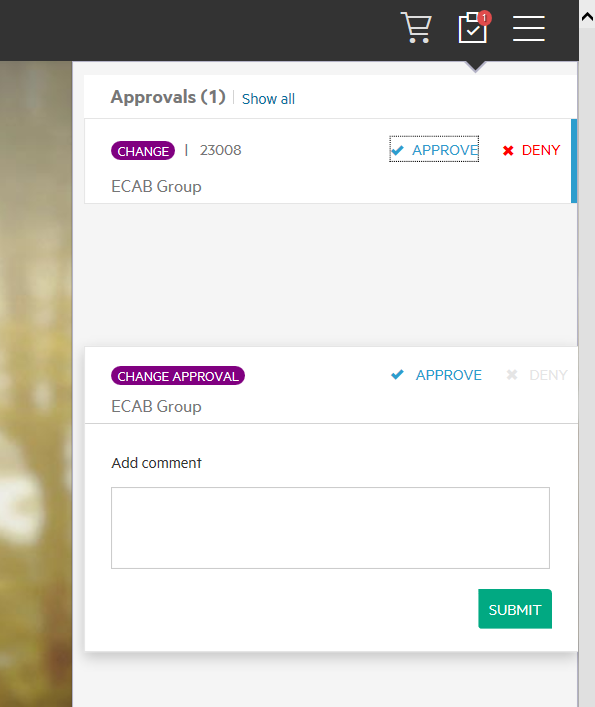 1
Approvals (1) | Show all
CHANGE | 23008 APPROVE DENY
ECAB Group
CHANGE APPROVAL APPROVE DENY
ECAB Group
Add comment
SUBMIT